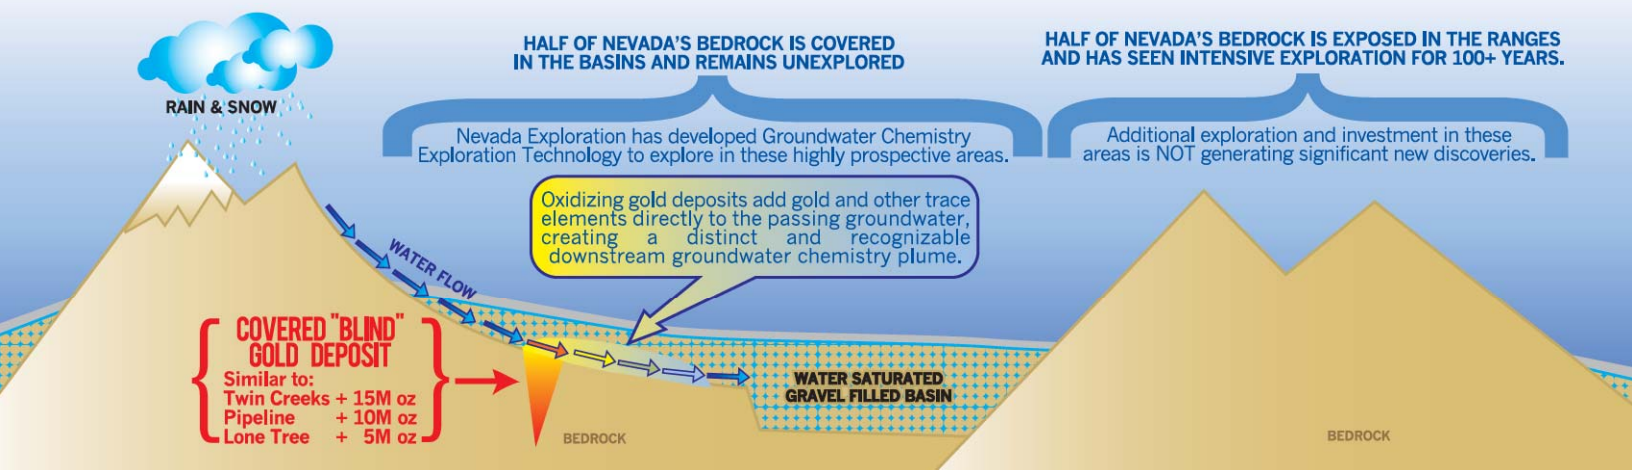 HALF OF NEVADA'S BEDROCK IS COVERED
IN THE BASINS AND REMAINS UNEXPLORED
HALF OF NEVADA'S BEDROCK IS EXPOSED IN THE RANGES
AND HAS SEEN INTENSIVE EXPLORATION FOR 100+ YEARS.
RAIN & SNOW
Nevada Exploration has developed Groundwater Chemistry
Exploration Technology to explore in these highly prospective areas.
Additional exploration and investment in these
areas is NOT generating significant new discoveries.
Oxidizing gold deposits add gold and other trace
elements directly to the passing groundwater,
creating a distinct and recognizable
downstream groundwater chemistry plume.
WATER FLOW
COVERED "BLIND"
GOLD DEPOSIT
Similar to:
Twin Creeks + 15M oz
Pipeline + 10M oz
Lone Tree + 5M oz
WATER SATURATED
GRAVEL FILLED BASIN
BEDROCK
BEDROCK